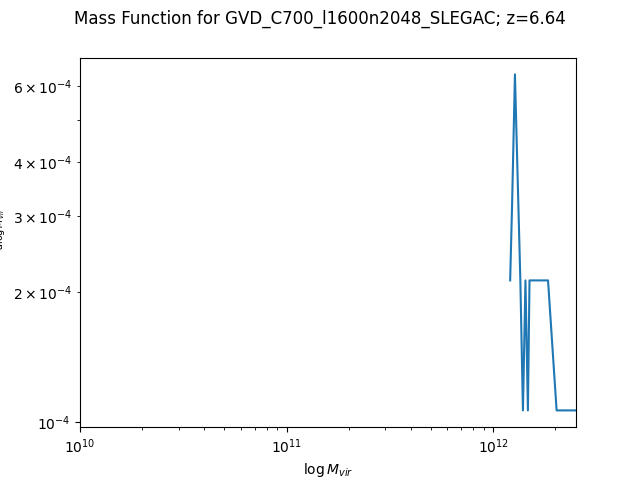 Mass Function for GVD_C700_l1600n2048_SLEGAC; z=6.64
6 × 10⁻⁴
4 × 10⁻⁴
3 × 10⁻⁴
2 × 10⁻⁴
10⁻⁴
10¹⁰ 10¹¹ 10¹²
log M_vir